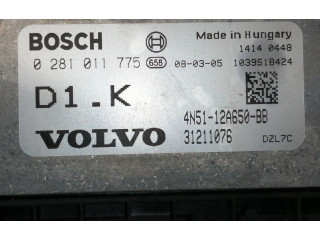 BOSCH
Made in Hungary
1414 0448
0 281 011 775 658 08-03-05 1039S18424
D1.K
VOLVO
4N51-12A650-BB
31211076 DZL7C